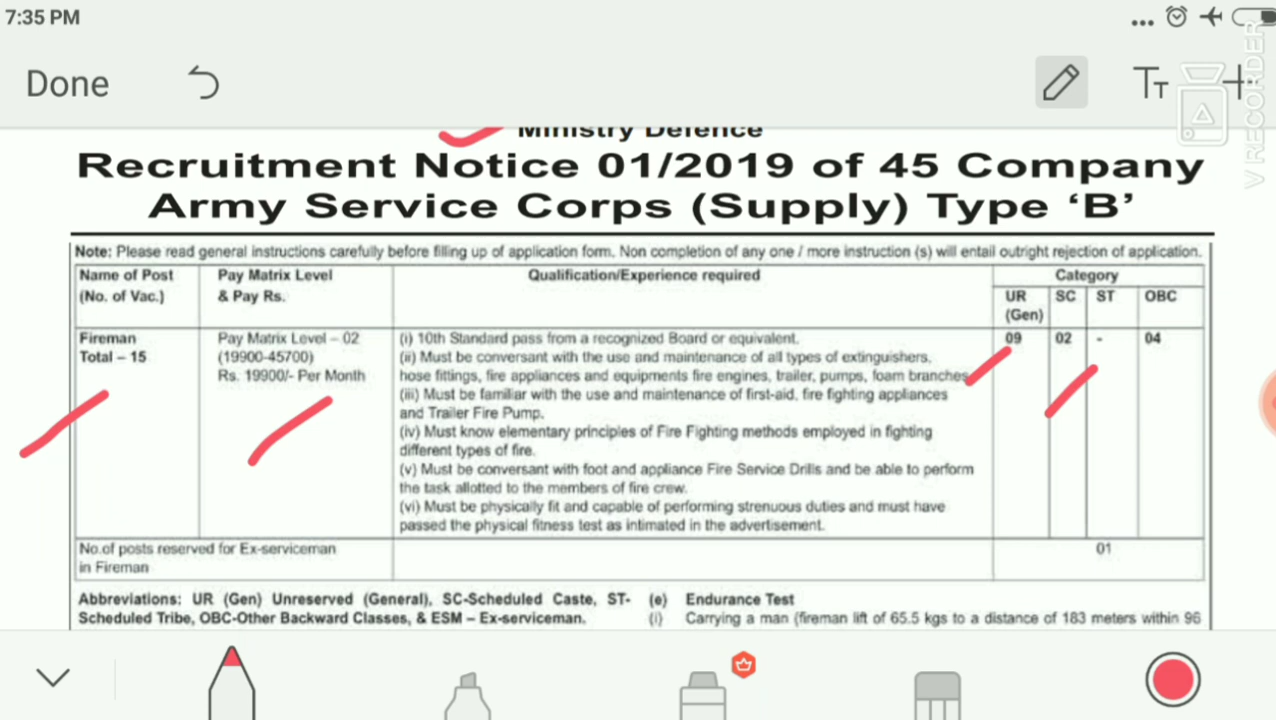 7:35 PM
Done
TT
V RECORDER
Ministry Defence
Recruitment Notice 01/2019 of 45 Company
Army Service Corps (Supply) Type ‘B’
Note: Please read general instructions carefully before filling up of application form. Non completion of any one / more instruction (s) will entail outright rejection of application.
Name of Post
(No. of Vac.)
Pay Matrix Level
& Pay Rs.
Qualification/Experience required
Category
UR
(Gen)
SC
ST
OBC
Fireman
Total – 15
Pay Matrix Level – 02
(19900-45700)
Rs. 19900/- Per Month
(i) 10th Standard pass from a recognized Board or equivalent.
(ii) Must be conversant with the use and maintenance of all types of extinguishers,
hose fittings, fire appliances and equipments fire engines, trailer, pumps, foam branches
(iii) Must be familiar with the use and maintenance of first-aid, fire fighting appliances
and Trailer Fire Pump.
(iv) Must know elementary principles of Fire Fighting methods employed in fighting
different types of fire.
(v) Must be conversant with foot and appliance Fire Service Drills and be able to perform
the task allotted to the members of fire crew.
(vi) Must be physically fit and capable of performing strenuous duties and must have
passed the physical fitness test as intimated in the advertisement.
09
02
-
04
No.of posts reserved for Ex-serviceman
in Fireman
01
Abbreviations: UR (Gen) Unreserved (General), SC-Scheduled Caste, ST-
Scheduled Tribe, OBC-Other Backward Classes, & ESM – Ex-serviceman.
(e) Endurance Test
(i) Carrying a man (fireman lift of 65.5 kgs to a distance of 183 meters within 96